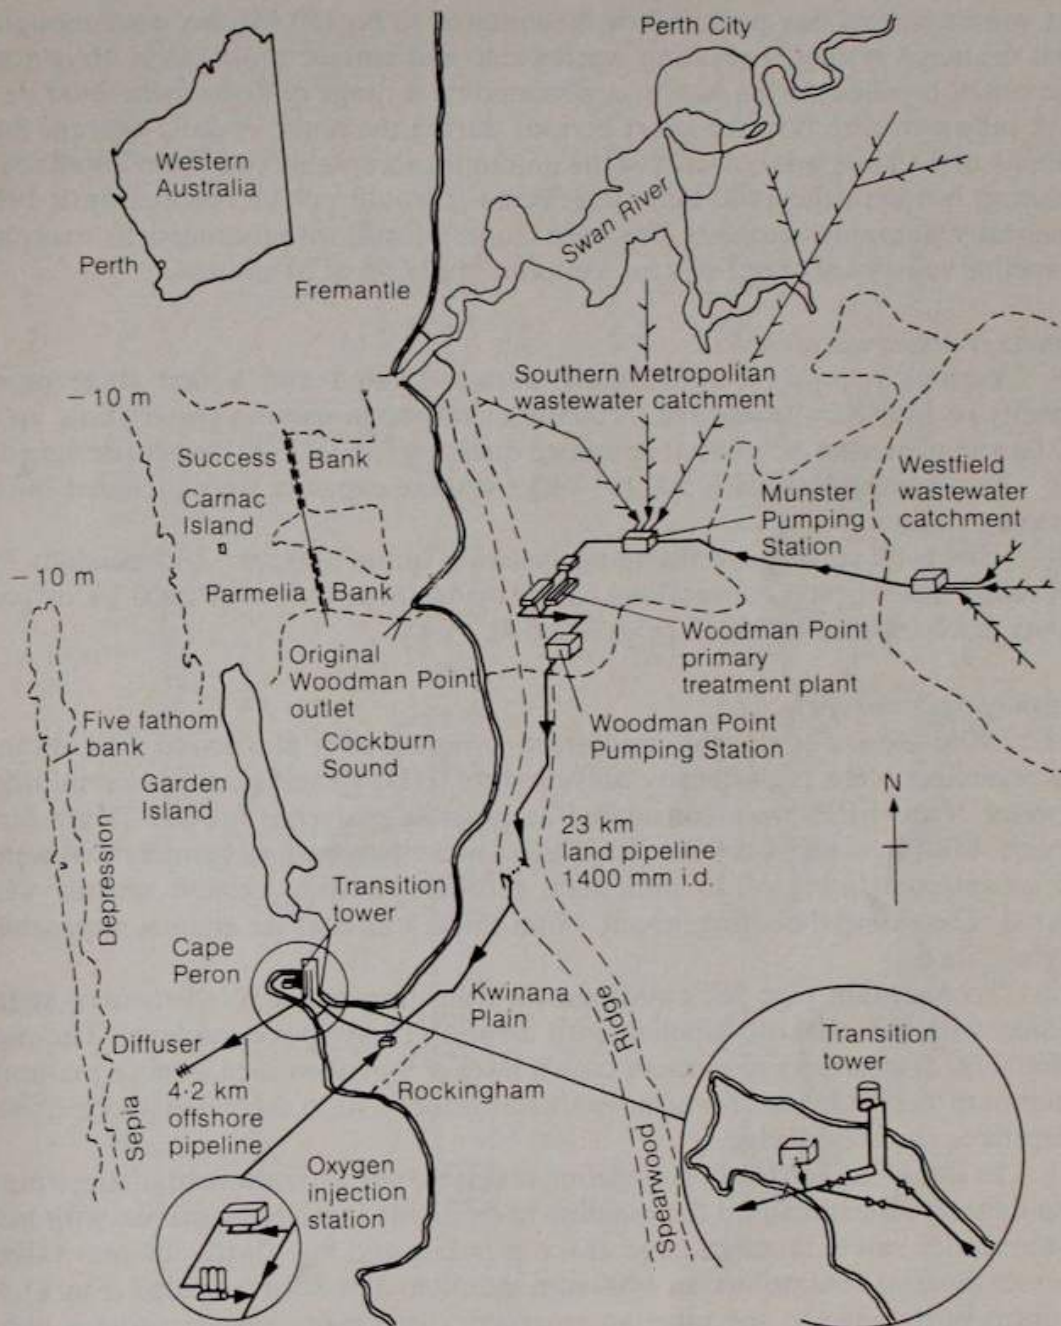 Perth City
Western
Australia
Perth
Fremantle
Swan River
Southern Metropolitan
wastewater catchment
-10 m
Success Bank
Carnac
Island
Westfield
wastewater
catchment
Munster
Pumping
Station
-10 m
Parmelia Bank
Original
Woodman Point
outlet
Woodman Point
primary
treatment plant
Five fathom
bank
Cockburn
Sound
Woodman Point
Pumping Station
Garden
Island
N
23 km
land pipeline
1400 mm i.d.
Depression
Transition
tower
Cape
Peron
Kwinana
Plain
Ridge
Transition
tower
Diffuser
4·2 km
offshore
pipeline
Rockingham
Sepia
Spearwood
Oxygen
injection
station